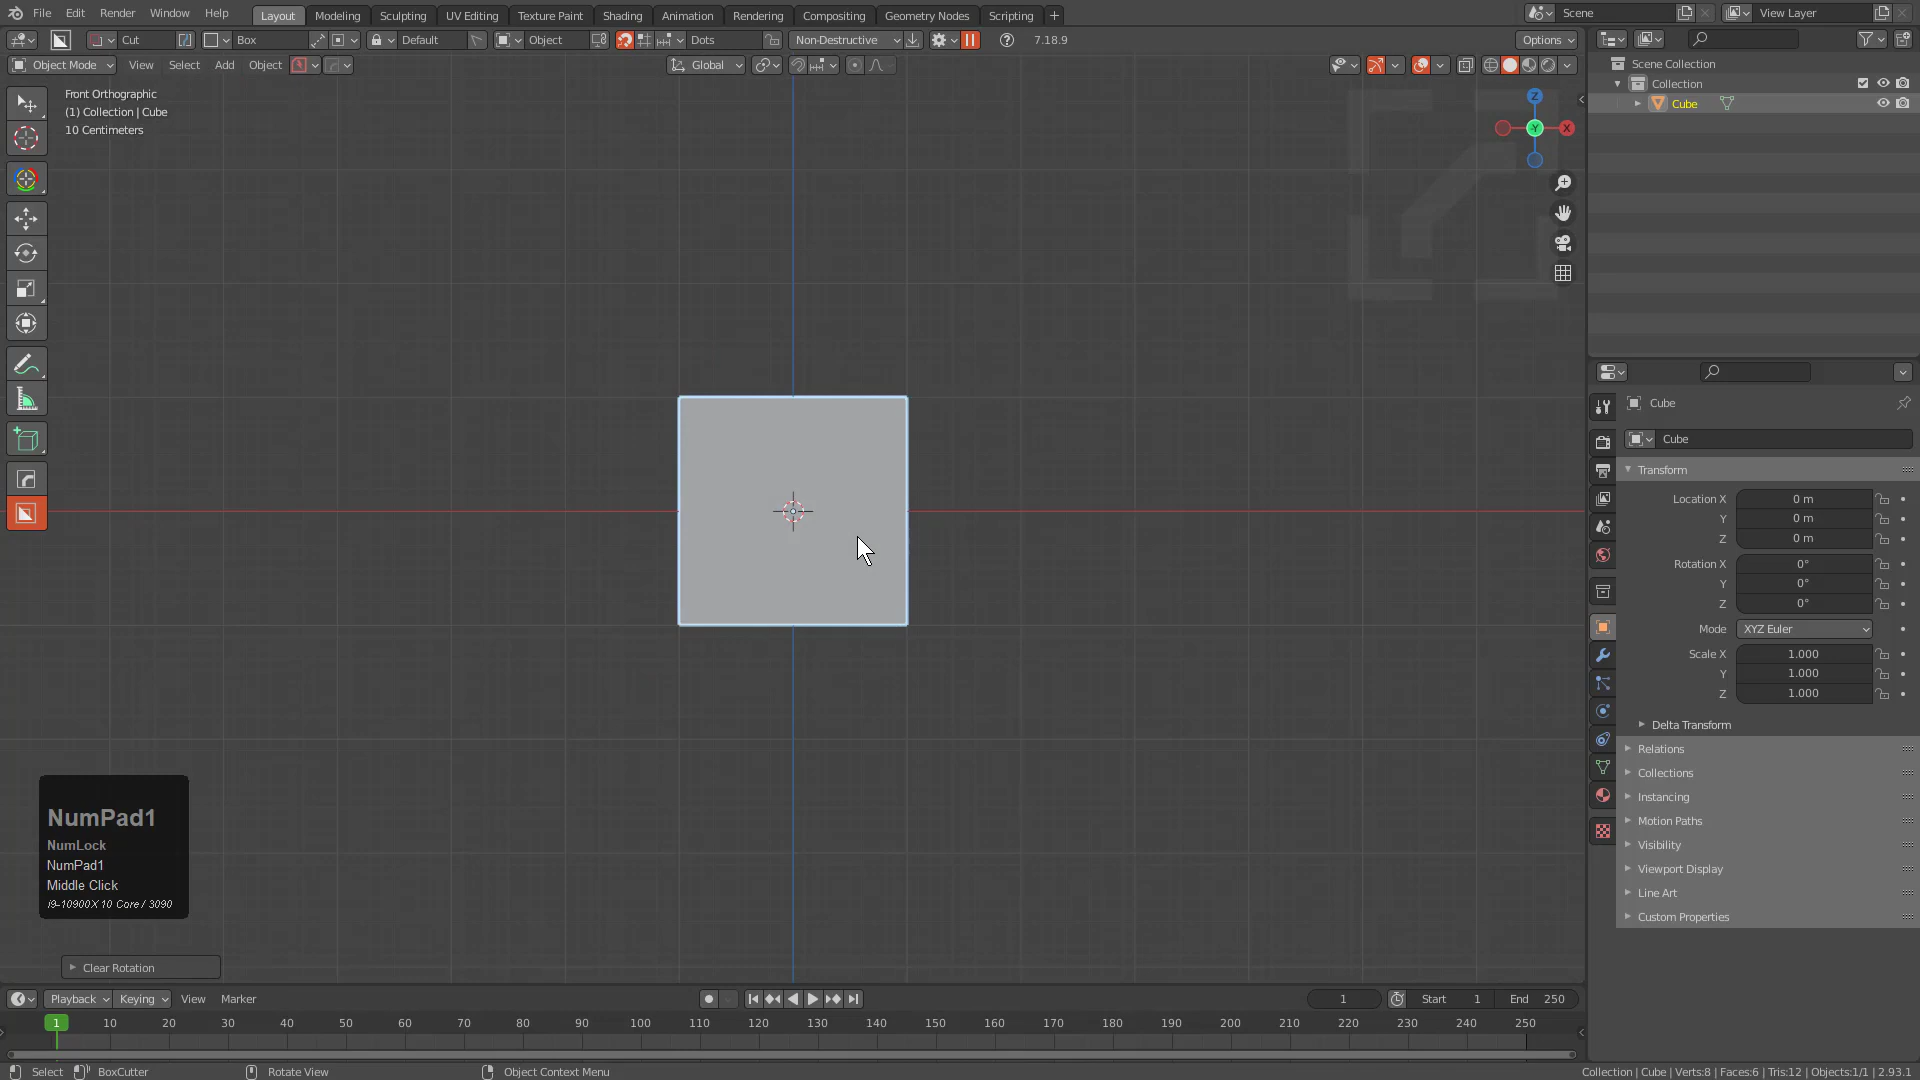 File Edit Render Window Help Layout Modeling Sculpting UV Editing Texture Paint Shading Animation Rendering Compositing Geometry Nodes Scripting + Scene View Layer
Cut Box Default Object Dots Non-Destructive 7.18.9 Options
Object Mode View Select Add Object Global
Front Orthographic
(1) Collection | Cube
10 Centimeters
Z
Y X
Scene Collection
Collection
Cube
Cube
Cube
Transform
Location X 0 m
Y 0 m
Z 0 m
Rotation X 0°
Y 0°
Z 0°
Mode XYZ Euler
Scale X 1.000
Y 1.000
Z 1.000
Delta Transform
Relations
Collections
Instancing
Motion Paths
Visibility
Viewport Display
Line Art
Custom Properties
NumPad1
NumLock
NumPad1
Middle Click
i9-10900X 10 Core / 3090
Clear Rotation
Playback Keying View Marker 1 Start 1 End 250
1 10 20 30 40 50 60 70 80 90 100 110 120 130 140 150 160 170 180 190 200 210 220 230 240 250
Select BoxCutter Rotate View Object Context Menu Collection | Cube | Verts:8 | Faces:6 | Tris:12 | Objects:1/1 | 2.93.1